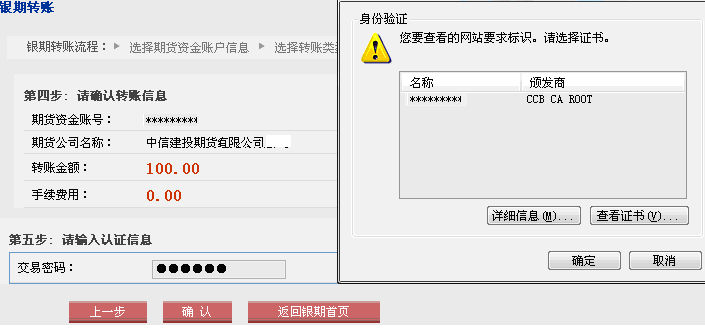 银期转账
银期转账流程： 选择期货资金账户信息 选择转账类
第四步：请确认转账信息
期货资金账号： *********
期货公司名称： 中信建投期货有限公司
转账金额： 100.00
手续费用： 0.00
第五步：请输入认证信息
交易密码： ●●●●●●
上一步 确 认 返回银期首页
身份验证
您要查看的网站要求标识。请选择证书。
名称 颁发商
********* CCB CA ROOT
详细信息(M)... 查看证书(V)...
确定 取消